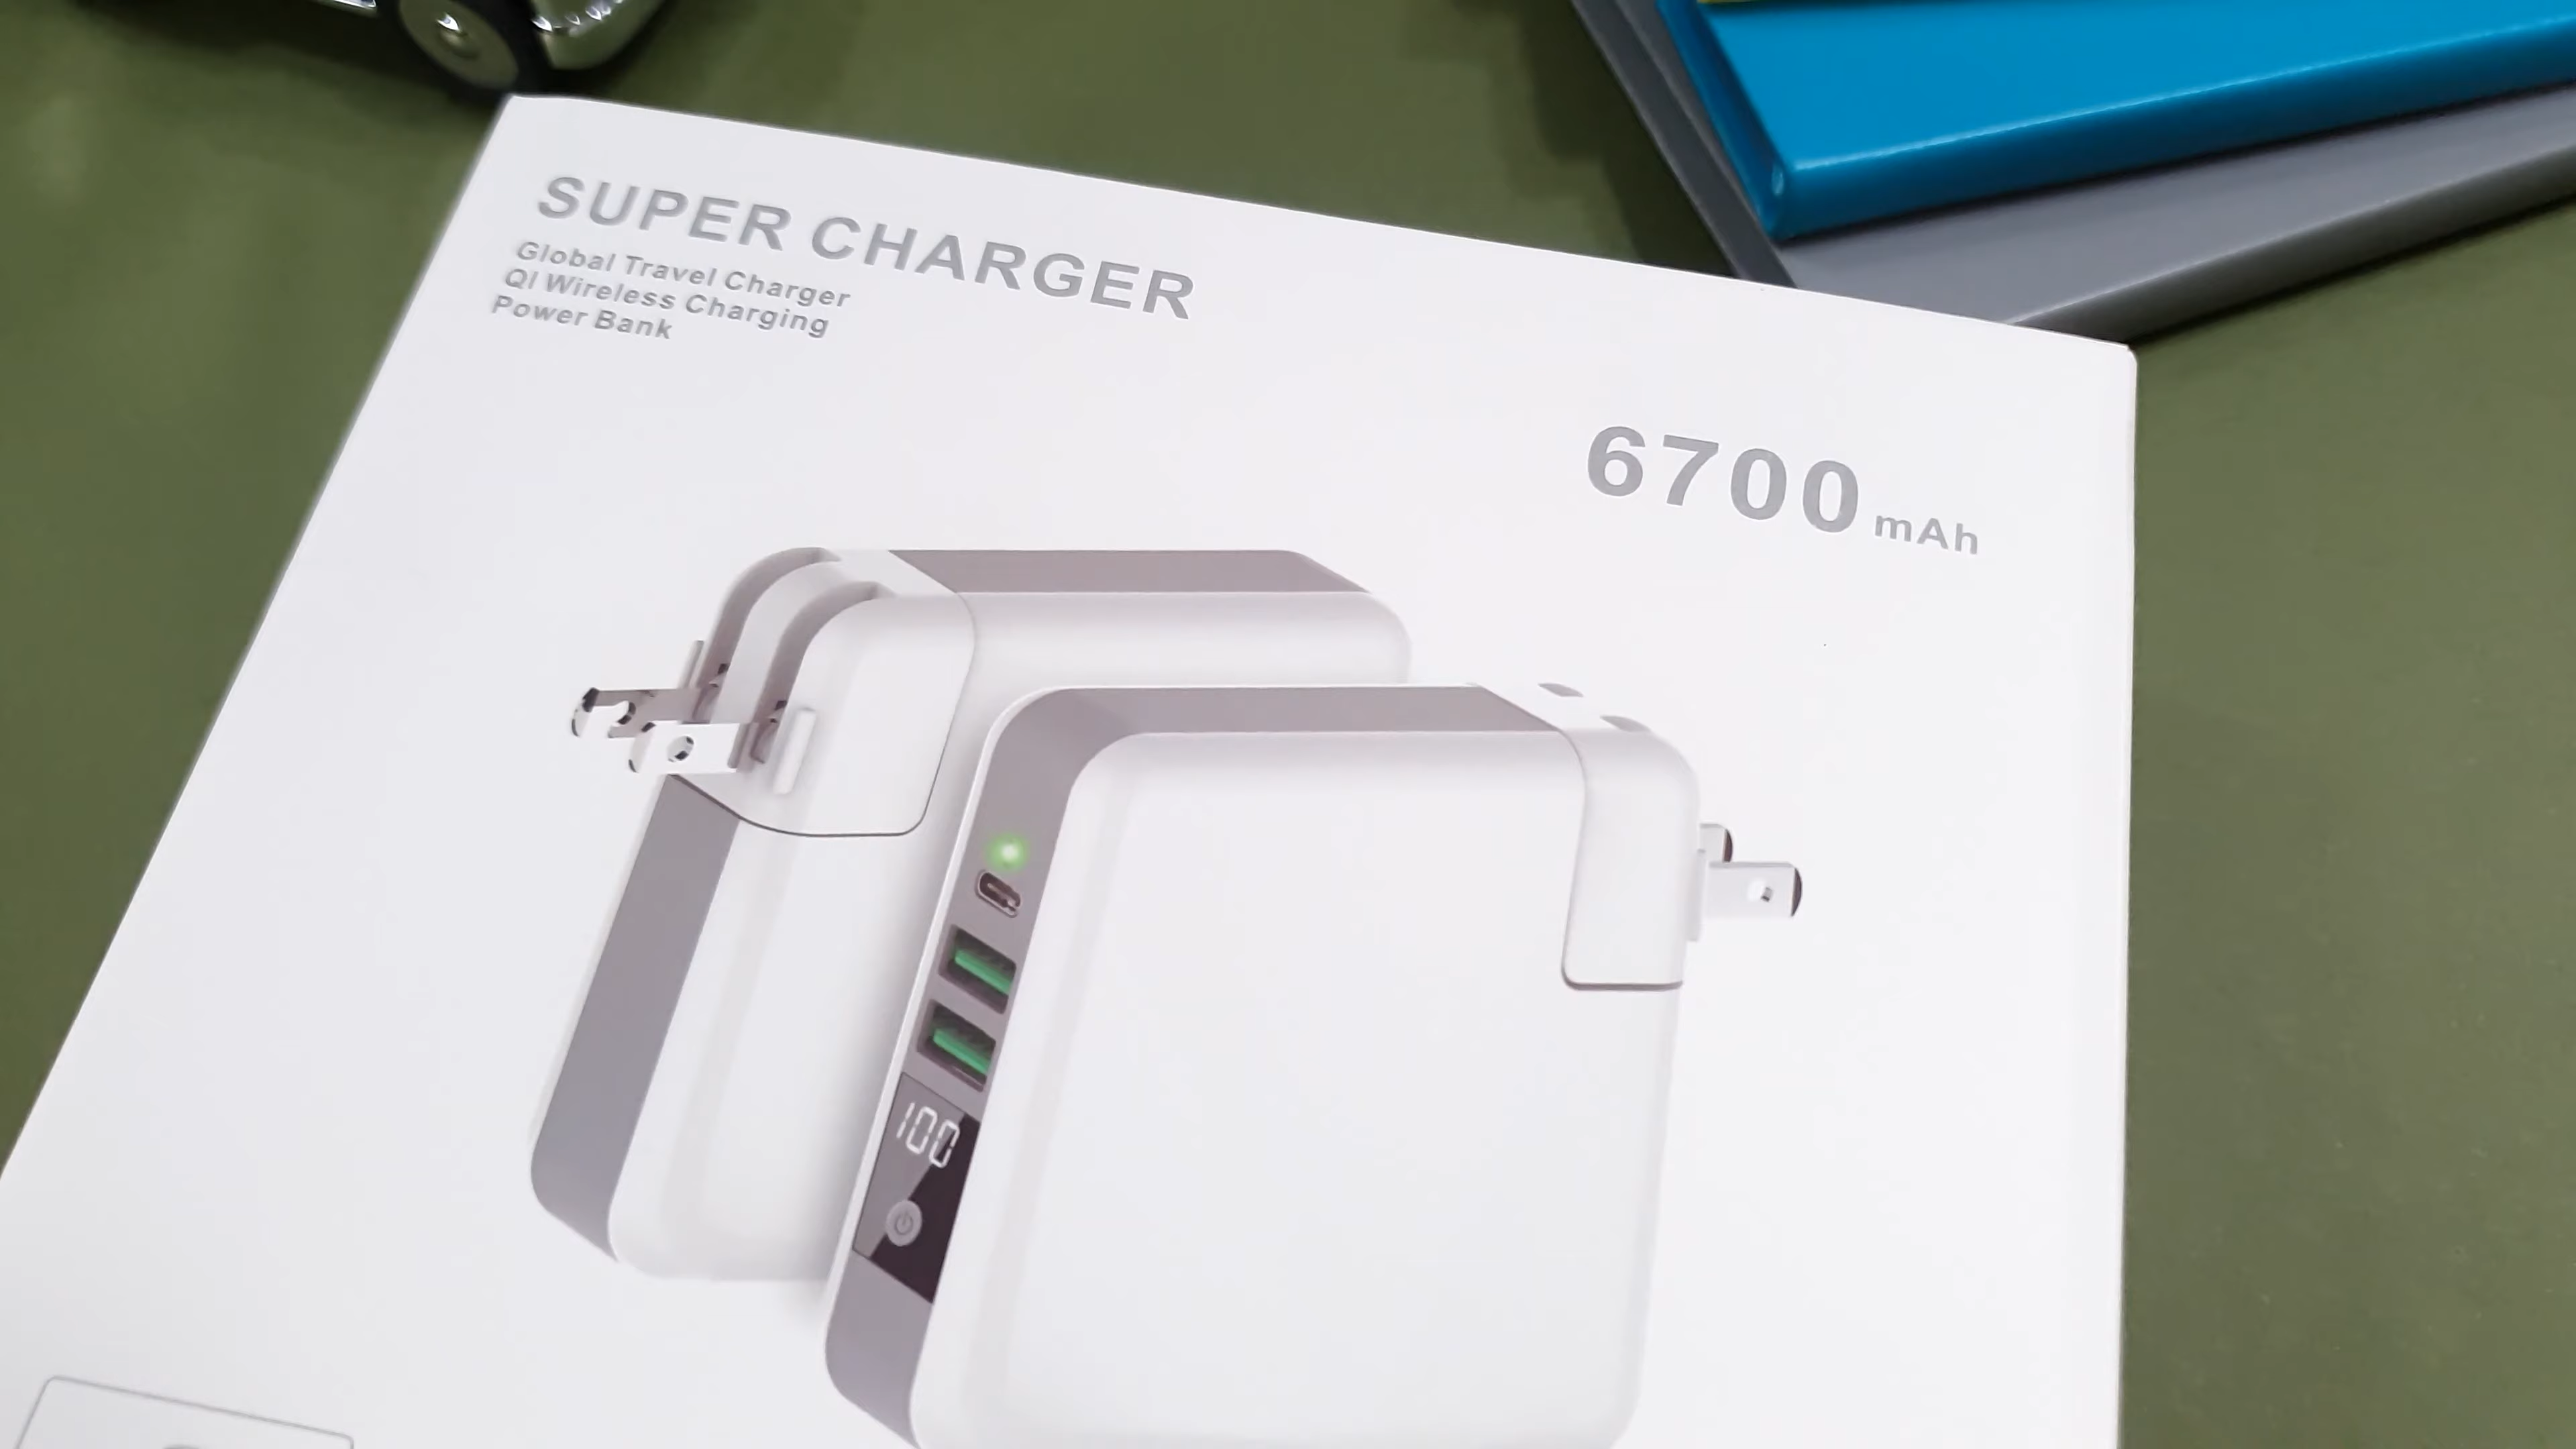 SUPER CHARGER
Global Travel Charger
QI Wireless Charging
Power Bank
6700 mAh
100